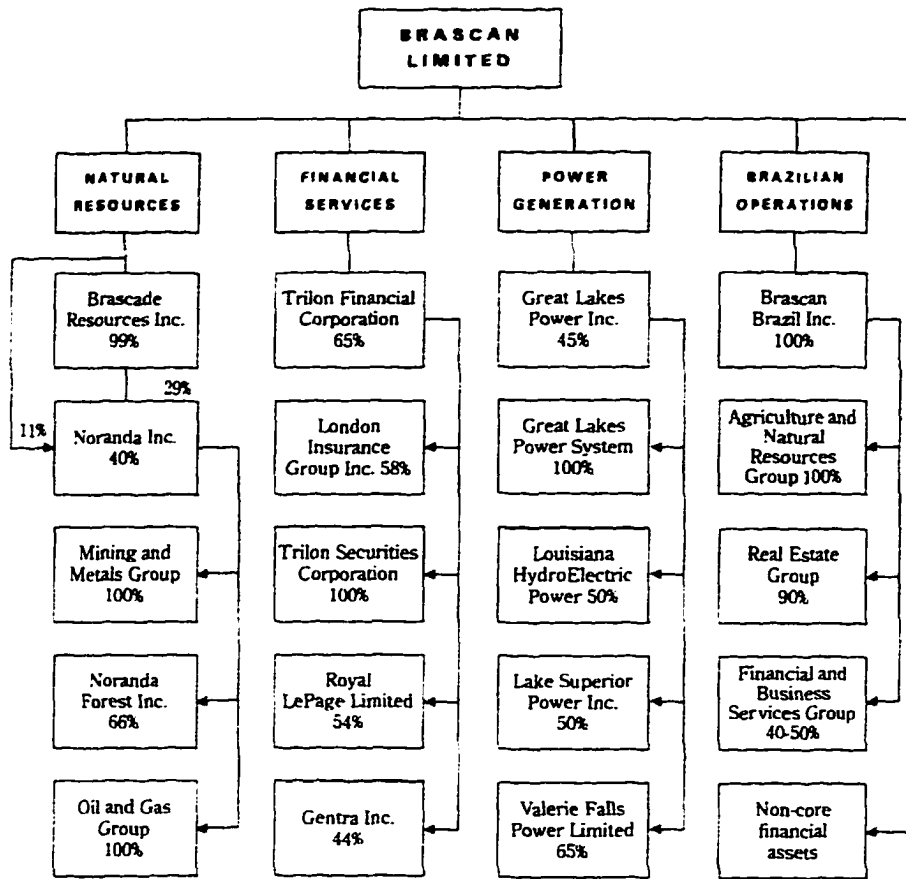 BRASCAN
LIMITED
NATURAL
RESOURCES
FINANCIAL
SERVICES
POWER
GENERATION
BRAZILIAN
OPERATIONS
Brascade
Resources Inc.
99%
Trilon Financial
Corporation
65%
Great Lakes
Power Inc.
45%
Brascan
Brazil Inc.
100%
29%
11%
Noranda Inc.
40%
London
Insurance
Group Inc. 58%
Great Lakes
Power System
100%
Agriculture and
Natural
Resources
Group 100%
Mining and
Metals Group
100%
Trilon Securities
Corporation
100%
Louisiana
HydroElectric
Power 50%
Real Estate
Group
90%
Noranda
Forest Inc.
66%
Royal
LePage Limited
54%
Lake Superior
Power Inc.
50%
Financial and
Business
Services Group
40-50%
Oil and Gas
Group
100%
Gentra Inc.
44%
Valerie Falls
Power Limited
65%
Non-core
financial
assets